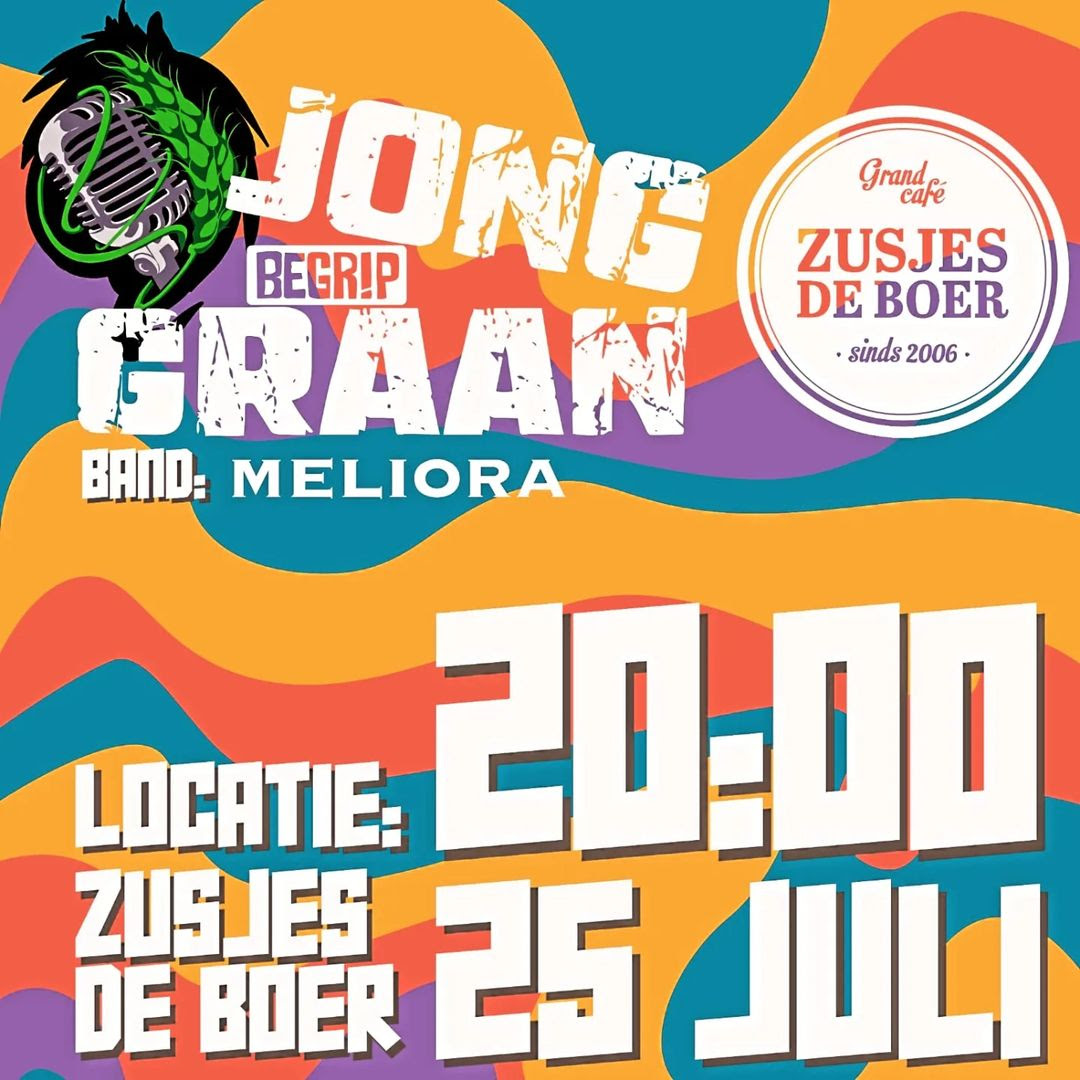 JONG
BEGR!P
GRAAN
BAND: MELIORA
Grand
café
ZUSJES
DE BOER
· sinds 2006 ·
20:00
25 JULI
LOCATIE:
ZUSJES
DE BOER